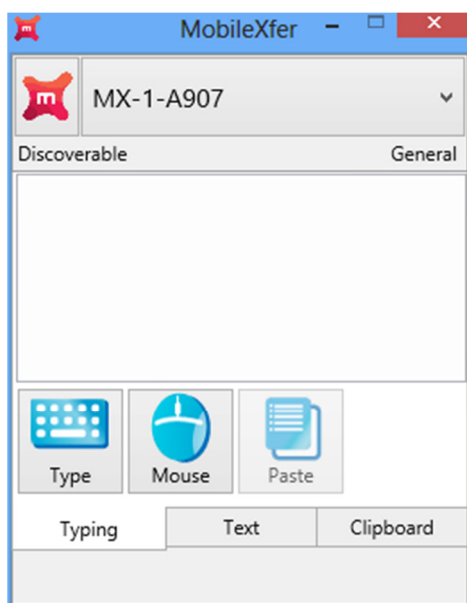 MobileXfer
m MX-1-A907
Discoverable General
Type Mouse Paste
Typing Text Clipboard